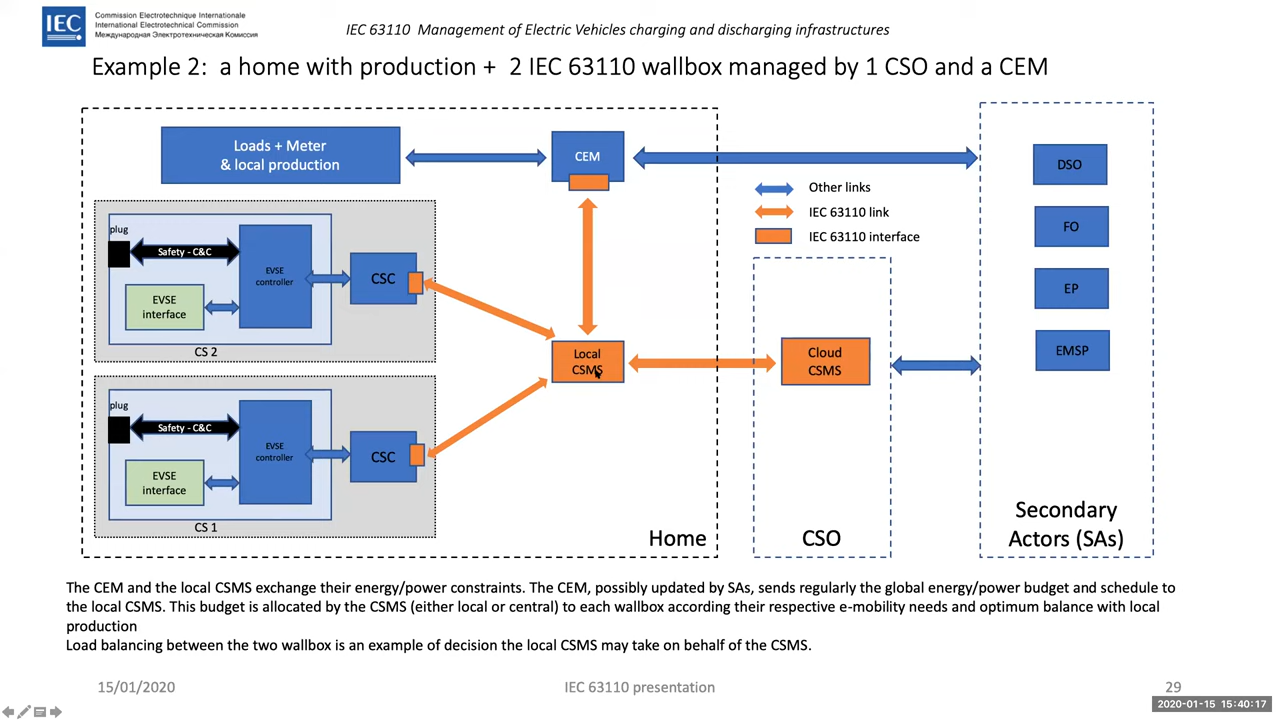 IEC
Commission Electrotechnique Internationale
International Electrotechnical Commission
Международная Электротехническая Комиссия
IEC 63110 Management of Electric Vehicles charging and discharging infrastructures
Example 2: a home with production + 2 IEC 63110 wallbox managed by 1 CSO and a CEM
Loads + Meter
& local production
CEM
DSO
FO
EP
EMSP
Other links
IEC 63110 link
IEC 63110 interface
plug
Safety - C&C
EVSE
controller
EVSE
interface
CSC
CS 2
Local
CSMS
Cloud
CSMS
plug
Safety - C&C
EVSE
controller
EVSE
interface
CSC
CS 1
Home
CSO
Secondary
Actors (SAs)
The CEM and the local CSMS exchange their energy/power constraints. The CEM, possibly updated by SAs, sends regularly the global energy/power budget and schedule to
the local CSMS. This budget is allocated by the CSMS (either local or central) to each wallbox according their respective e-mobility needs and optimum balance with local
production
Load balancing between the two wallbox is an example of decision the local CSMS may take on behalf of the CSMS.
15/01/2020
IEC 63110 presentation
29
2020-01-15 15:40:17